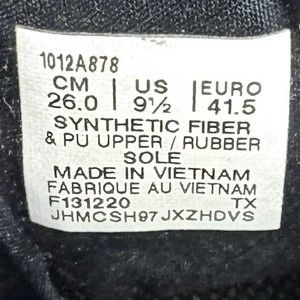 1012A878
CM US EURO
26.0 9½ 41.5
SYNTHETIC FIBER
& PU UPPER / RUBBER
SOLE
MADE IN VIETNAM
FABRIQUE AU VIETNAM
F131220 TX
JHMCSH97JXZHDVS